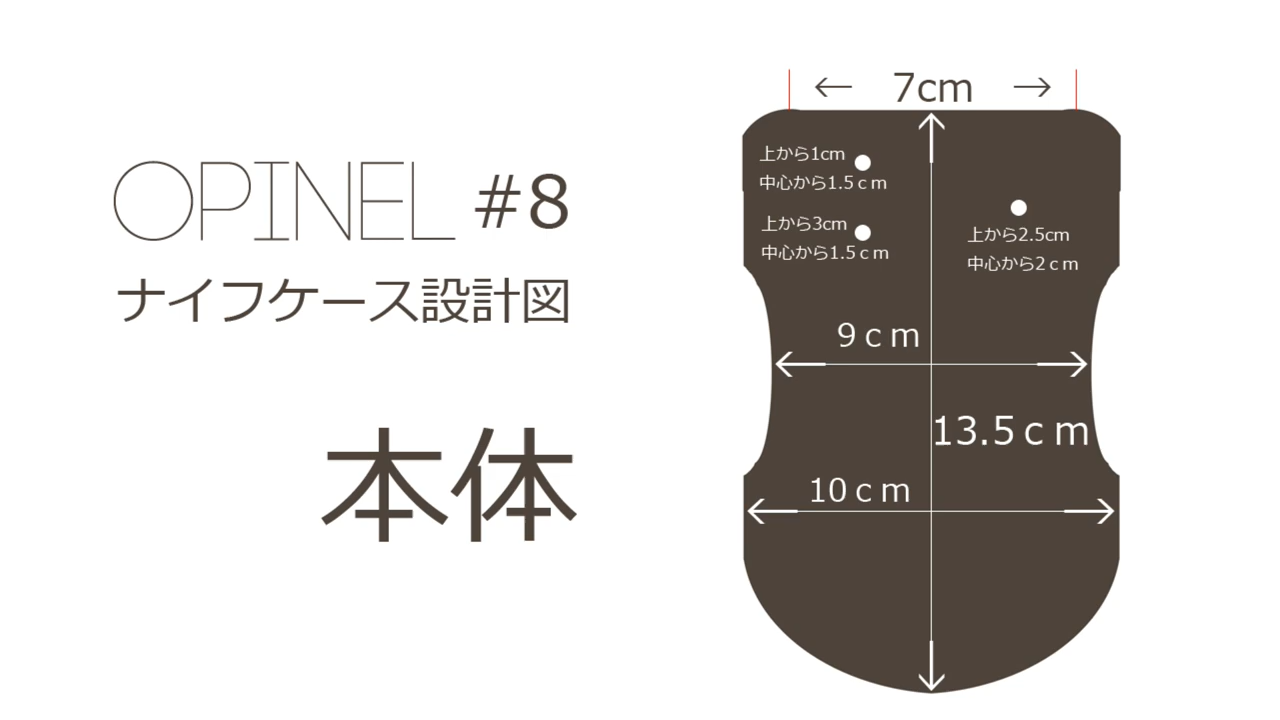 OPINEL #8
ナイフケース設計図
本体
← 7cm →
上から1cm
中心から1.5ｃｍ
上から3cm
中心から1.5ｃｍ
上から2.5cm
中心から2ｃｍ
9ｃｍ
13.5ｃｍ
10ｃｍ